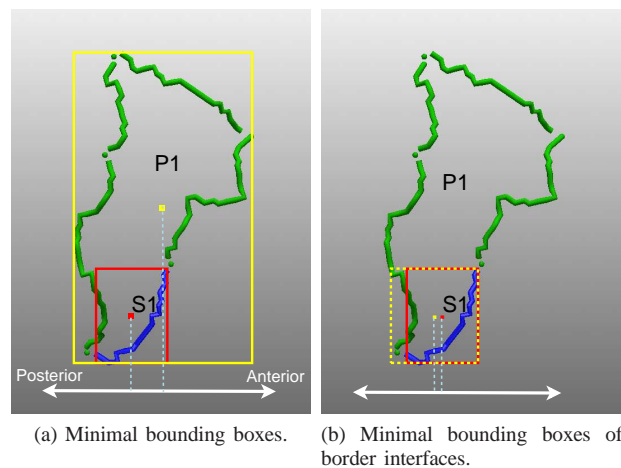 P1
S1
Posterior
Anterior
P1
S1
(a) Minimal bounding boxes.
(b) Minimal bounding boxes of
border interfaces.